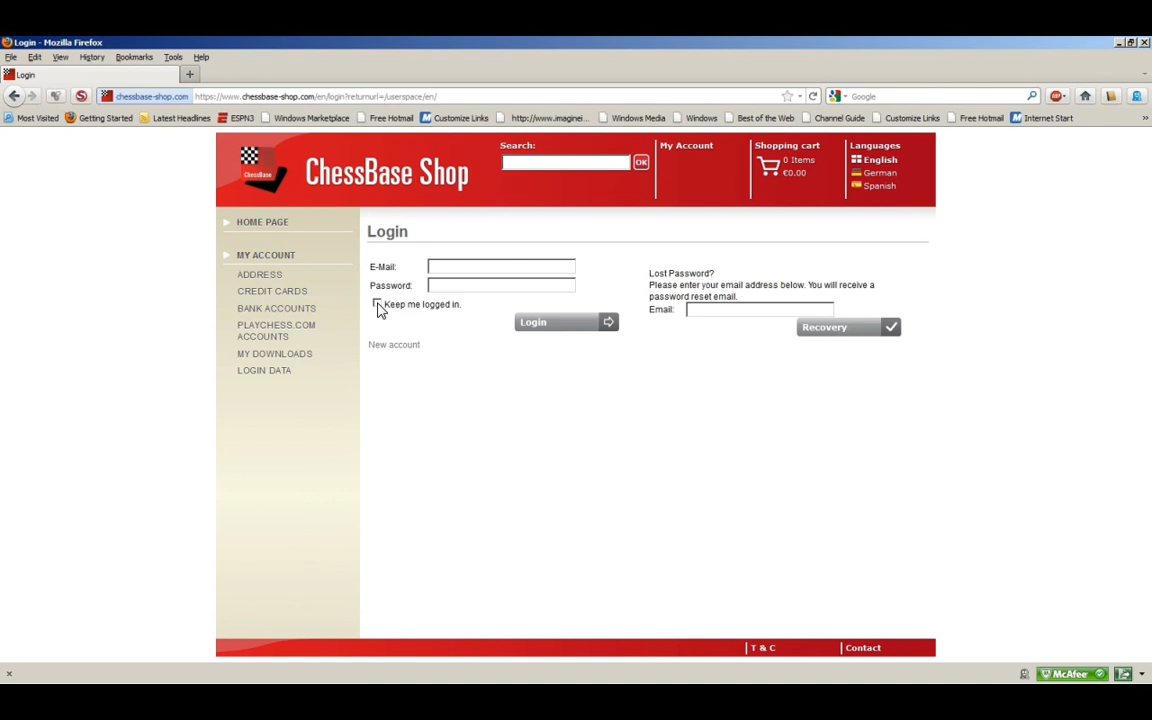 Login - Mozilla Firefox
File Edit View History Bookmarks Tools Help
Login
chessbase-shop.com https://www.chessbase-shop.com/en/login?returnurl=/userspace/en/ Google
Most Visited Getting Started Latest Headlines ESPN3 Windows Marketplace Free Hotmail Customize Links http://www.imaginei... Windows Media Windows Best of the Web Channel Guide Customize Links Free Hotmail Internet Start
ChessBase
ChessBase Shop
Search:
OK
My Account
Shopping cart
0 Items
€0.00
Languages
English
German
Spanish
HOME PAGE
MY ACCOUNT
ADDRESS
CREDIT CARDS
BANK ACCOUNTS
PLAYCHESS.COM
ACCOUNTS
MY DOWNLOADS
LOGIN DATA
Login
E-Mail:
Password:
Keep me logged in.
Login
New account
Lost Password?
Please enter your email address below. You will receive a
password reset email.
Email:
Recovery
T & C
Contact
McAfee